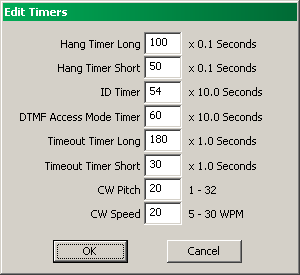 Edit Timers
Hang Timer Long 100 x 0.1 Seconds
Hang Timer Short 50 x 0.1 Seconds
ID Timer 54 x 10.0 Seconds
DTMF Access Mode Timer 60 x 10.0 Seconds
Timeout Timer Long 180 x 1.0 Seconds
Timeout Timer Short 30 x 1.0 Seconds
CW Pitch 20 1 - 32
CW Speed 20 5 - 30 WPM
OK Cancel